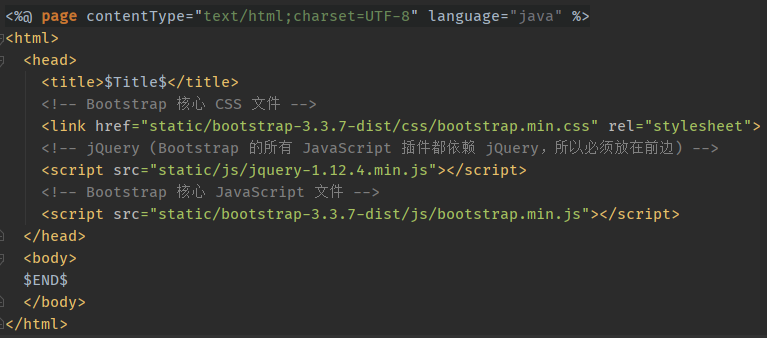 <%@ page contentType="text/html;charset=UTF-8" language="java" %>
<html>
<head>
<title>$Title$</title>
<!-- Bootstrap 核心 CSS 文件 -->
<link href="static/bootstrap-3.3.7-dist/css/bootstrap.min.css" rel="stylesheet">
<!-- jQuery (Bootstrap 的所有 JavaScript 插件都依赖 jQuery，所以必须放在前边) -->
<script src="static/js/jquery-1.12.4.min.js"></script>
<!-- Bootstrap 核心 JavaScript 文件 -->
<script src="static/bootstrap-3.3.7-dist/js/bootstrap.min.js"></script>
</head>
<body>
$END$
</body>
</html>